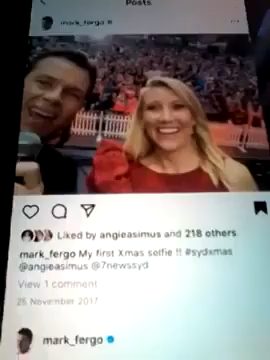 Posts
mark_fergo
Liked by angieasimus and 218 others
mark_fergo My first Xmas selfie !! #sydxmas
@angieasimus @7newssyd
View 1 comment
25 November 2017
mark_fergo